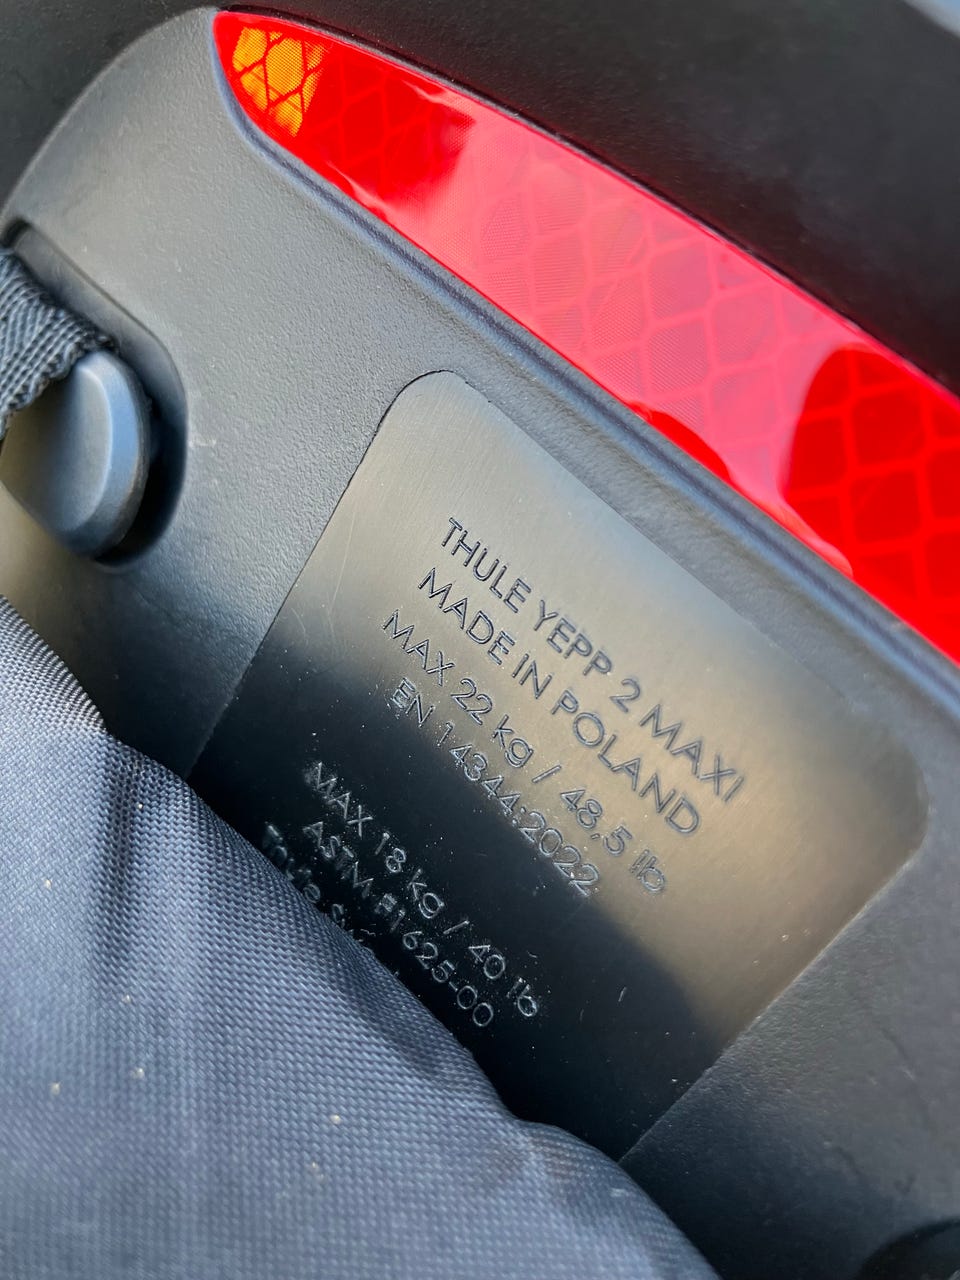 THULE YEPP 2 MAXI
MADE IN POLAND
MAX 22 kg / 48,5 lb
EN 14344:2022
MAX 18 kg / 40 lb
ASTM F1625-00
Thule